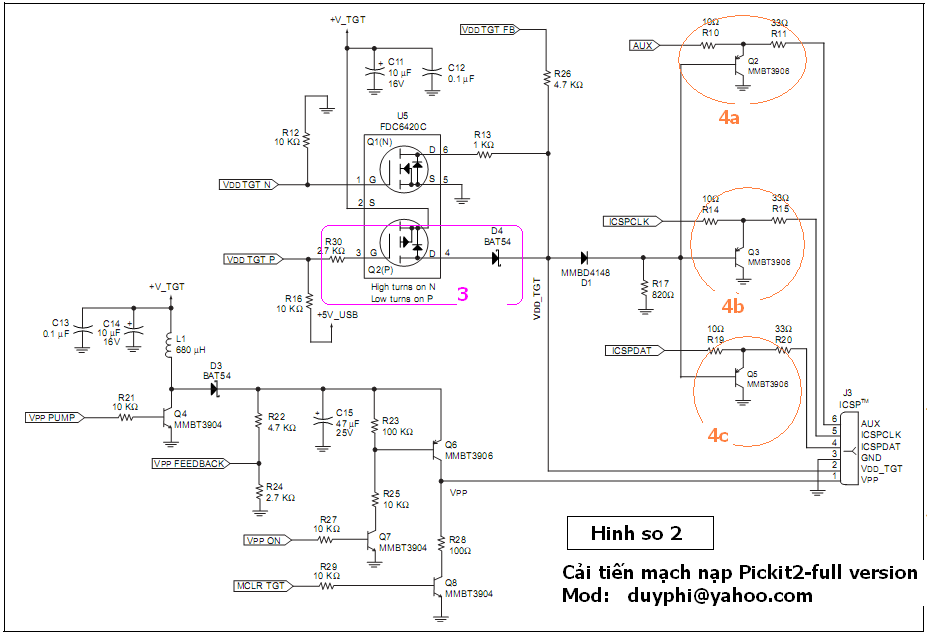 +V_TGT
VDD TGT FB
10Ω
R10
33Ω
R11
AUX
Q2
MMBT3906
4a
C11
10 µF
16V
C12
0.1 µF
R26
4.7 KΩ
U5
FDC6420C
R12
10 KΩ
Q1(N)
D 6
R13
1 KΩ
VDD TGT N
1 G
S 5
2 S
10Ω
R14
33Ω
R15
ICSPCLK
Q3
MMBT3906
4b
R30
2.7 KΩ
VDD TGT P
3 G
D 4
Q2(P)
D4
BAT54
High turns on N
Low turns on P
3
VDD_TGT
MMBD4148
D1
R17
820Ω
R16
10 KΩ
+5V_USB
+V_TGT
C13
0.1 µF
C14
10 µF
16V
L1
680 µH
10Ω
R19
33Ω
R20
ICSPDAT
Q5
MMBT3906
4c
D3
BAT54
R21
10 KΩ
VPP PUMP
Q4
MMBT3904
R22
4.7 KΩ
C15
47 µF
25V
R23
100 KΩ
Q6
MMBT3906
VPP FEEDBACK
R24
2.7 KΩ
R25
10 KΩ
VPP
J3
ICSP™
6 AUX
5 ICSPCLK
4 ICSPDAT
3 GND
2 VDD_TGT
1 VPP
R27
10 KΩ
VPP ON
Q7
MMBT3904
R28
100Ω
R29
10 KΩ
MCLR TGT
Q8
MMBT3904
Hinh so 2
Cải tiến mạch nạp Pickit2-full version
Mod: duyphi@yahoo.com